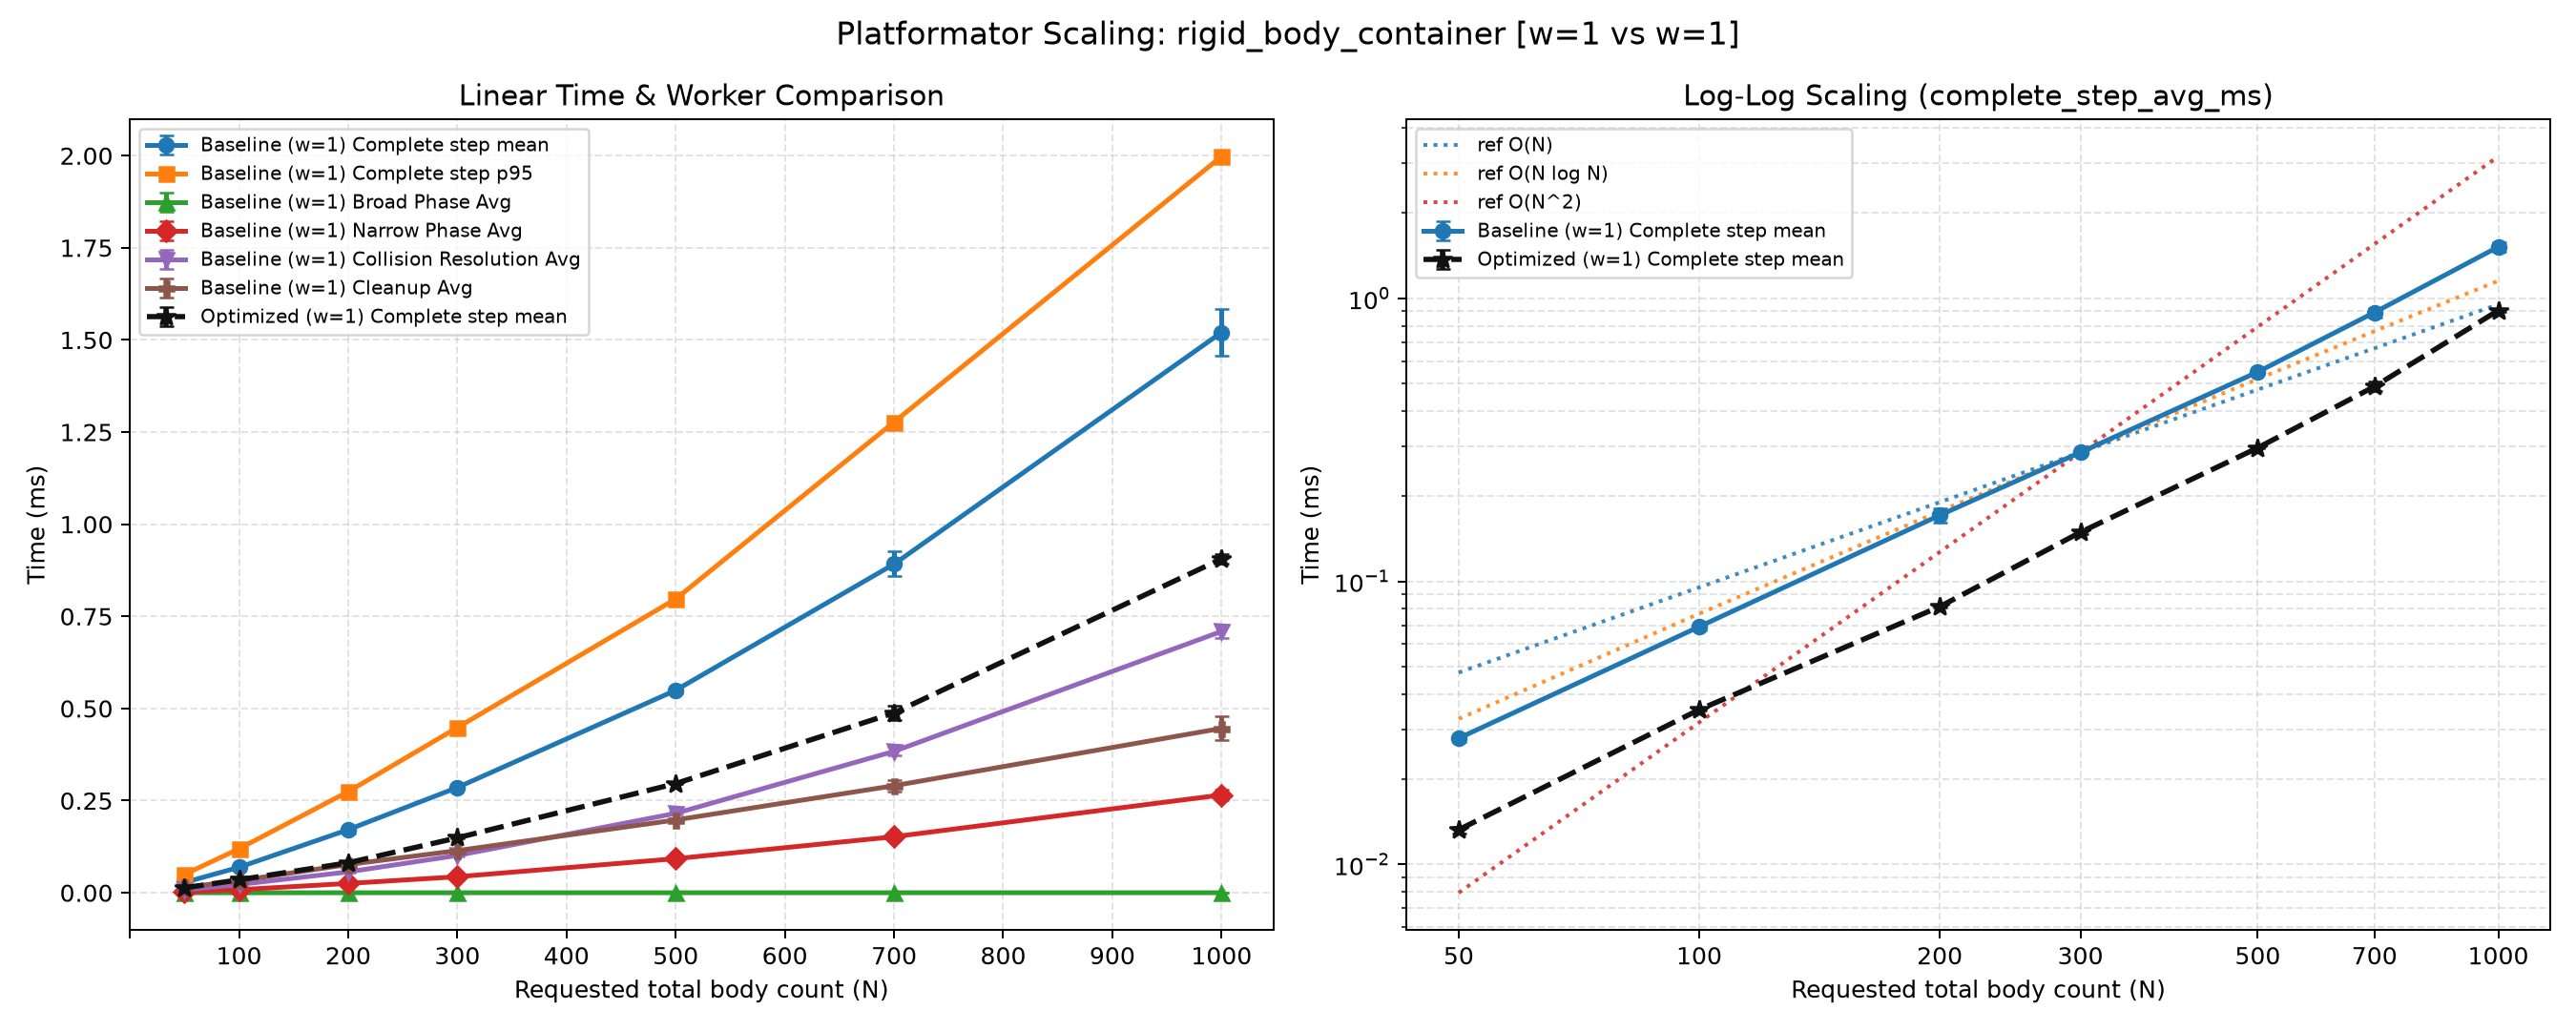 Platformator Scaling: rigid_body_container [w=1 vs w=1]
Linear Time & Worker Comparison
Baseline (w=1) Complete step mean
Baseline (w=1) Complete step p95
Baseline (w=1) Broad Phase Avg
Baseline (w=1) Narrow Phase Avg
Baseline (w=1) Collision Resolution Avg
Baseline (w=1) Cleanup Avg
Optimized (w=1) Complete step mean
2.00
1.75
1.50
1.25
1.00
0.75
0.50
0.25
0.00
Time (ms)
100 200 300 400 500 600 700 800 900 1000
Requested total body count (N)
Log-Log Scaling (complete_step_avg_ms)
ref O(N)
ref O(N log N)
ref O(N^2)
Baseline (w=1) Complete step mean
Optimized (w=1) Complete step mean
10⁰
10⁻¹
10⁻²
Time (ms)
50 100 200 300 500 700 1000
Requested total body count (N)